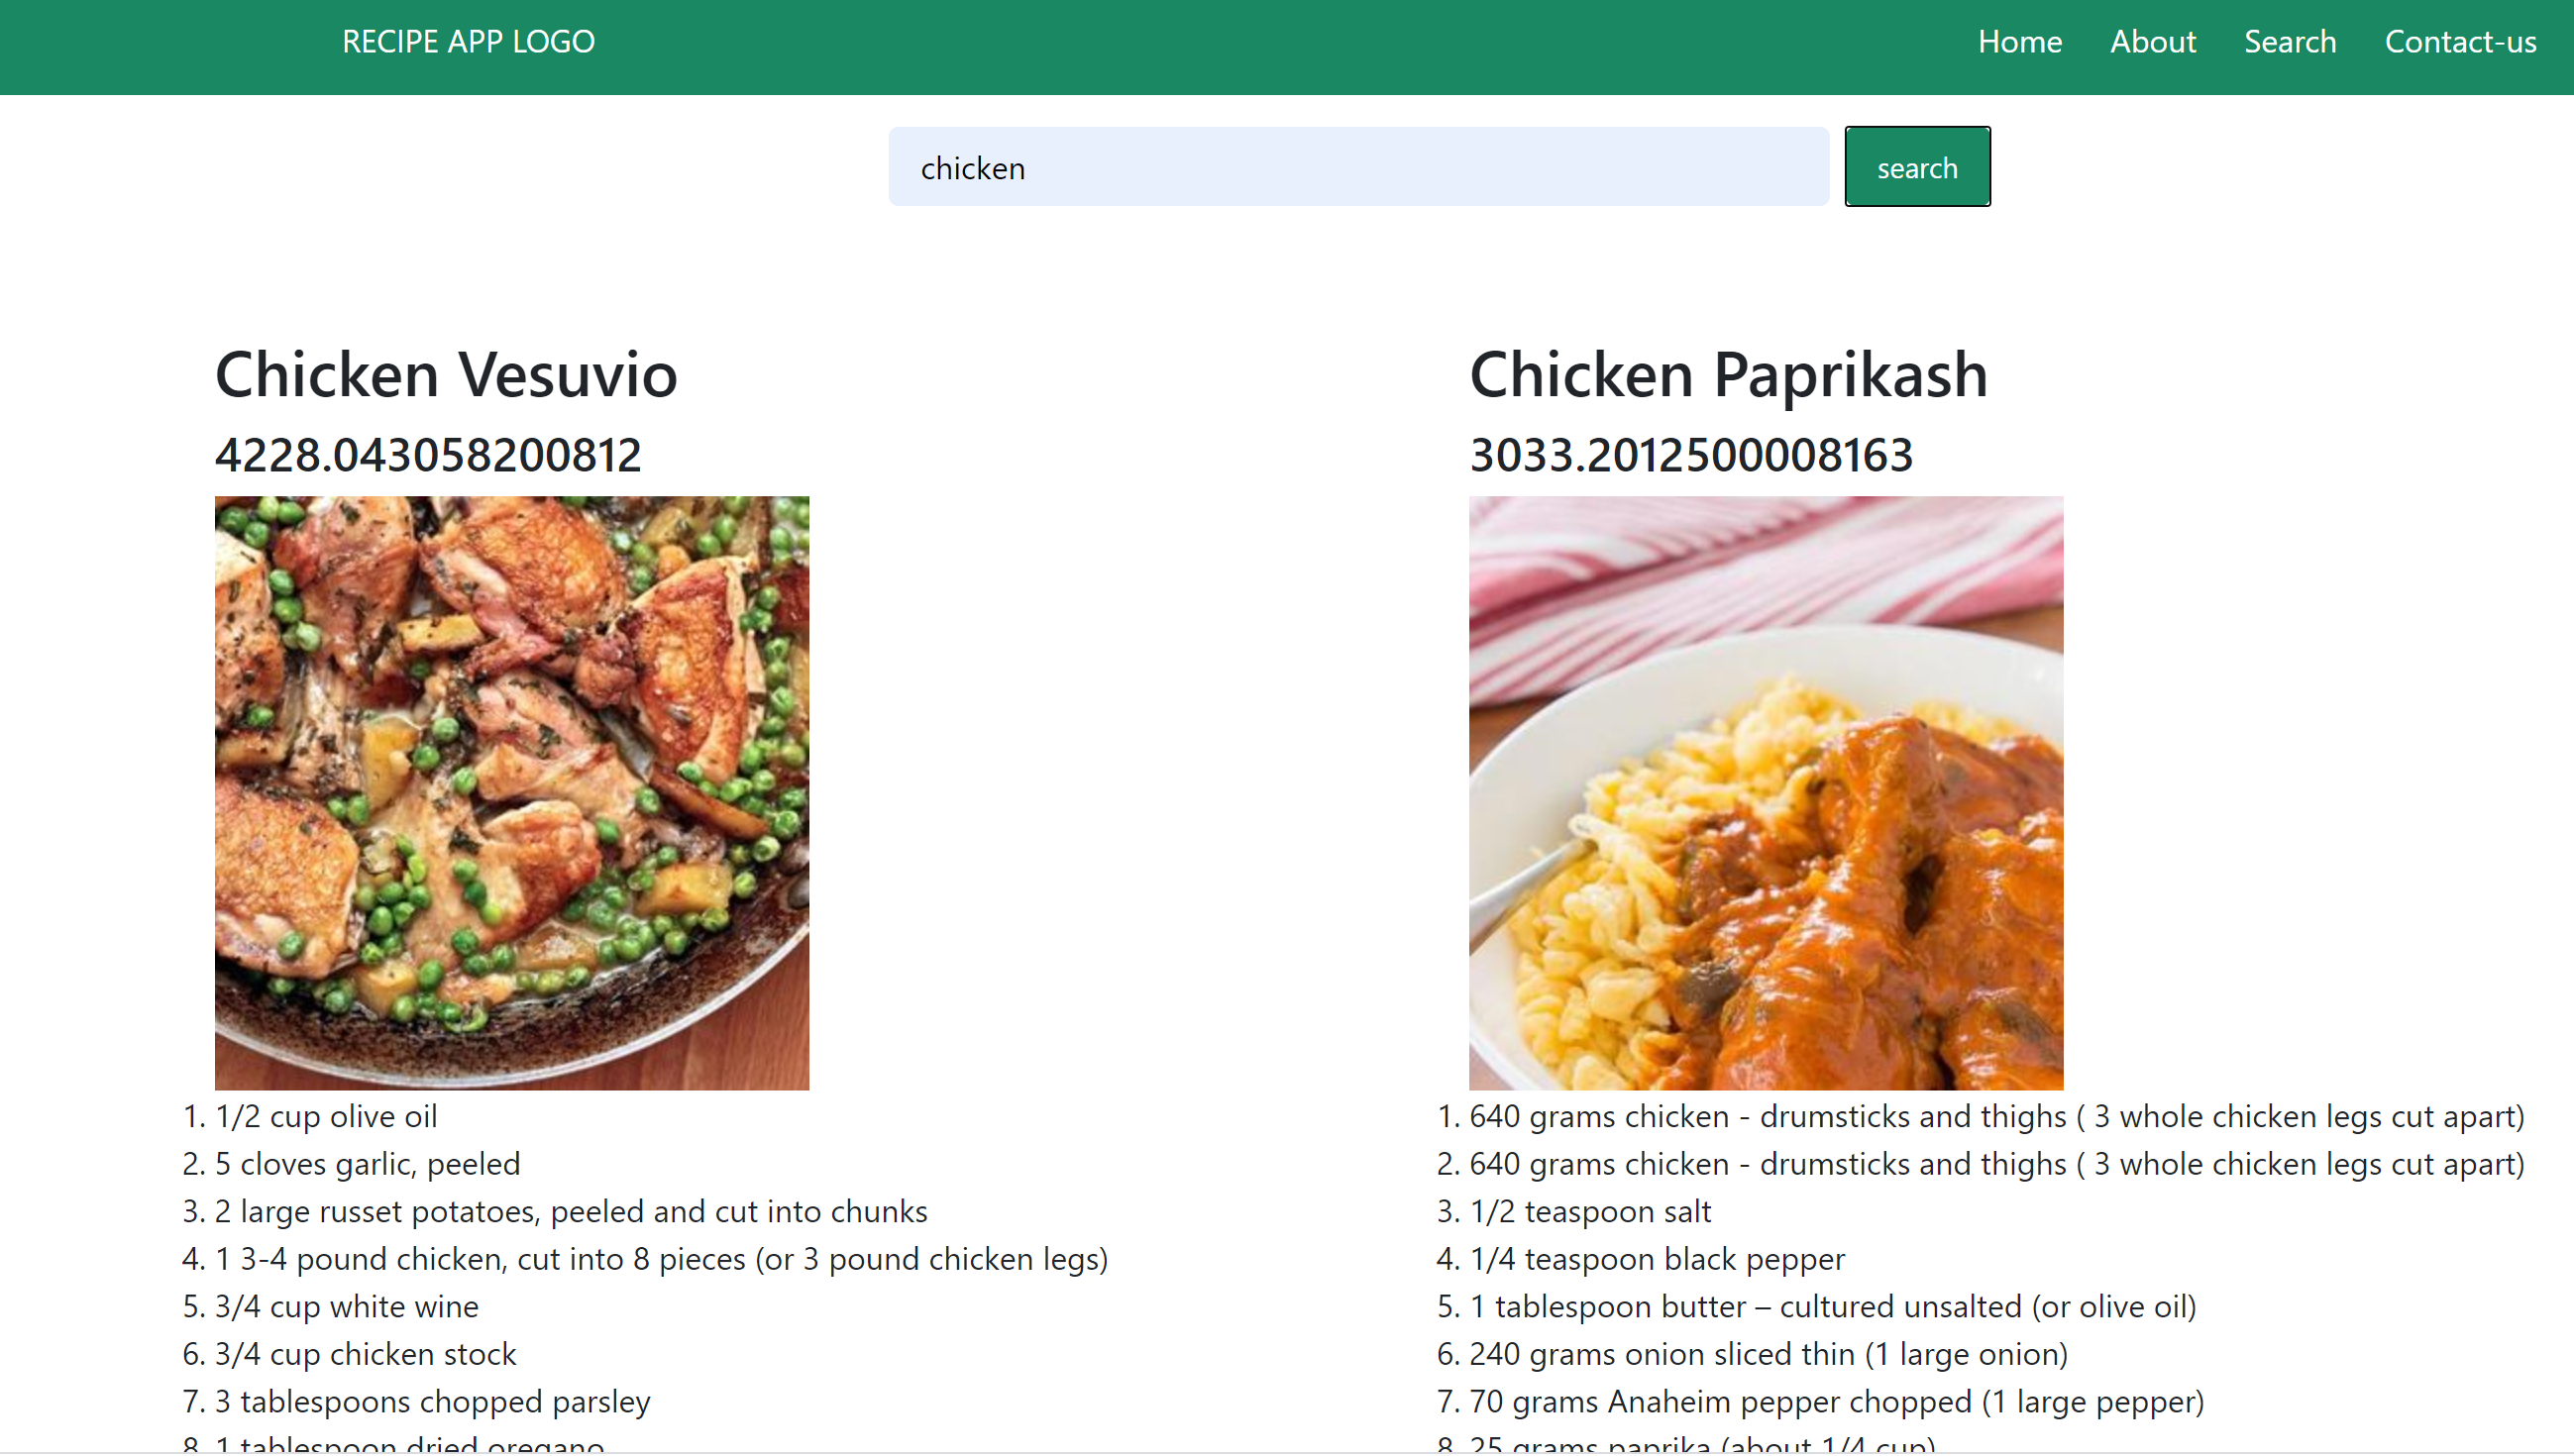 RECIPE APP LOGO
Home About Search Contact-us
chicken
search
Chicken Vesuvio
4228.043058200812
1. 1/2 cup olive oil
2. 5 cloves garlic, peeled
3. 2 large russet potatoes, peeled and cut into chunks
4. 1 3-4 pound chicken, cut into 8 pieces (or 3 pound chicken legs)
5. 3/4 cup white wine
6. 3/4 cup chicken stock
7. 3 tablespoons chopped parsley
8. 1 tablespoon dried oregano
Chicken Paprikash
3033.2012500008163
1. 640 grams chicken - drumsticks and thighs ( 3 whole chicken legs cut apart)
2. 640 grams chicken - drumsticks and thighs ( 3 whole chicken legs cut apart)
3. 1/2 teaspoon salt
4. 1/4 teaspoon black pepper
5. 1 tablespoon butter – cultured unsalted (or olive oil)
6. 240 grams onion sliced thin (1 large onion)
7. 70 grams Anaheim pepper chopped (1 large pepper)
8. 25 grams paprika (about 1/4 cup)